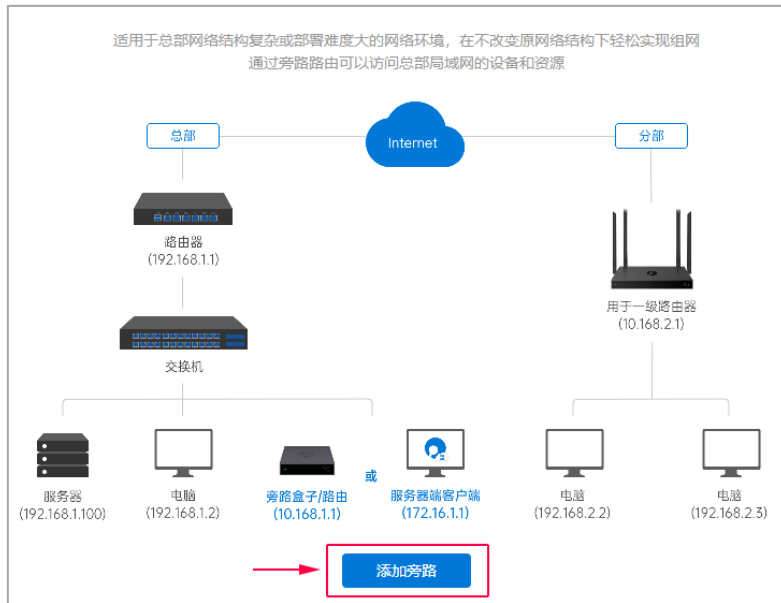 适用于总部网络结构复杂或部署难度大的网络环境，在不改变原网络结构下轻松实现组网
通过旁路路由可以访问总部局域网的设备和资源
总部
Internet
分部
路由器
(192.168.1.1)
用于一级路由器
(10.168.2.1)
交换机
服务器
(192.168.1.100)
电脑
(192.168.1.2)
旁路盒子/路由
(10.168.1.1)
或
服务器端客户端
(172.16.1.1)
电脑
(192.168.2.2)
电脑
(192.168.2.3)
添加旁路